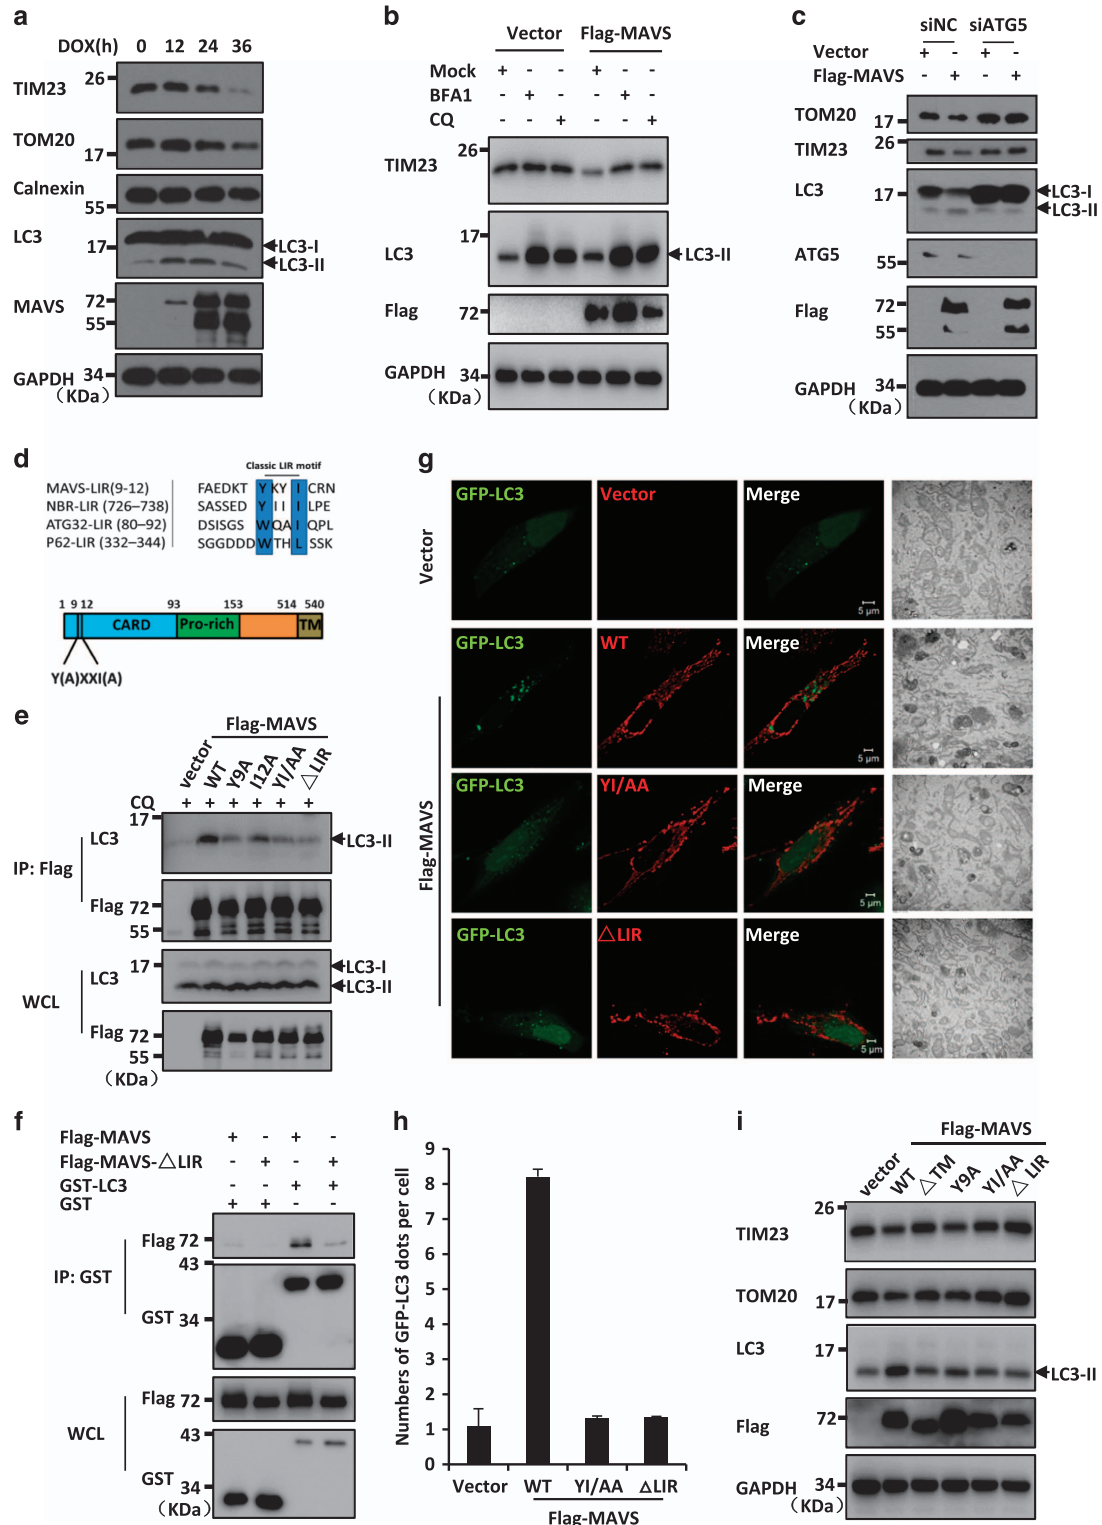 a
DOX(h) 0 12 24 36
TIM23 26
TOM20 17
Calnexin 55
LC3 17 LC3-I
LC3-II
MAVS 72
55
GAPDH 34
(KDa)
b
Vector Flag-MAVS
Mock + - - + - -
BFA1 - + - - + -
CQ - - + - - +
TIM23 26
LC3 17 LC3-II
Flag 72
GAPDH 34
(KDa)
c
siNC siATG5
Vector + - + -
Flag-MAVS - + - +
TOM20 17
TIM23 26
LC3 17 LC3-I
LC3-II
ATG5 55
Flag 72
55
GAPDH 34
(KDa)
d
Classic LIR motif
MAVS-LIR(9-12) FAEDKT Y KY I CRN
NBR-LIR (726–738) SASSED Y I I I LPE
ATG32-LIR (80–92) DSISGS W QA I QPL
P62-LIR (332–344) SGGDDD W TH L SSK
1 9 12 93 153 514 540
CARD Pro-rich TM
Y(A)XXI(A)
e
Flag-MAVS
vector WT Y9A I12A YI/AA △LIR
CQ + + + + + +
17
IP: Flag LC3 LC3-II
Flag 72
55
WCL LC3 17 LC3-I
LC3-II
Flag 72
55
(KDa)
f
Flag-MAVS + - + -
Flag-MAVS-△LIR - + - +
GST-LC3 - - + +
GST + + - -
IP: GST Flag 72
43
GST 34
WCL Flag 72
43
GST 34
(KDa)
g
Vector GFP-LC3 Vector Merge
5 μm
Flag-MAVS
GFP-LC3 WT Merge
5 μm
GFP-LC3 YI/AA Merge
5 μm
GFP-LC3 △LIR Merge
5 μm
h
Numbers of GFP-LC3 dots per cell
9
8
7
6
5
4
3
2
1
0
Vector WT YI/AA △LIR
Flag-MAVS
i
Flag-MAVS
vector WT △TM Y9A YI/AA △LIR
TIM23 26
TOM20 17
LC3 17 LC3-II
Flag 72
GAPDH 34
(KDa)